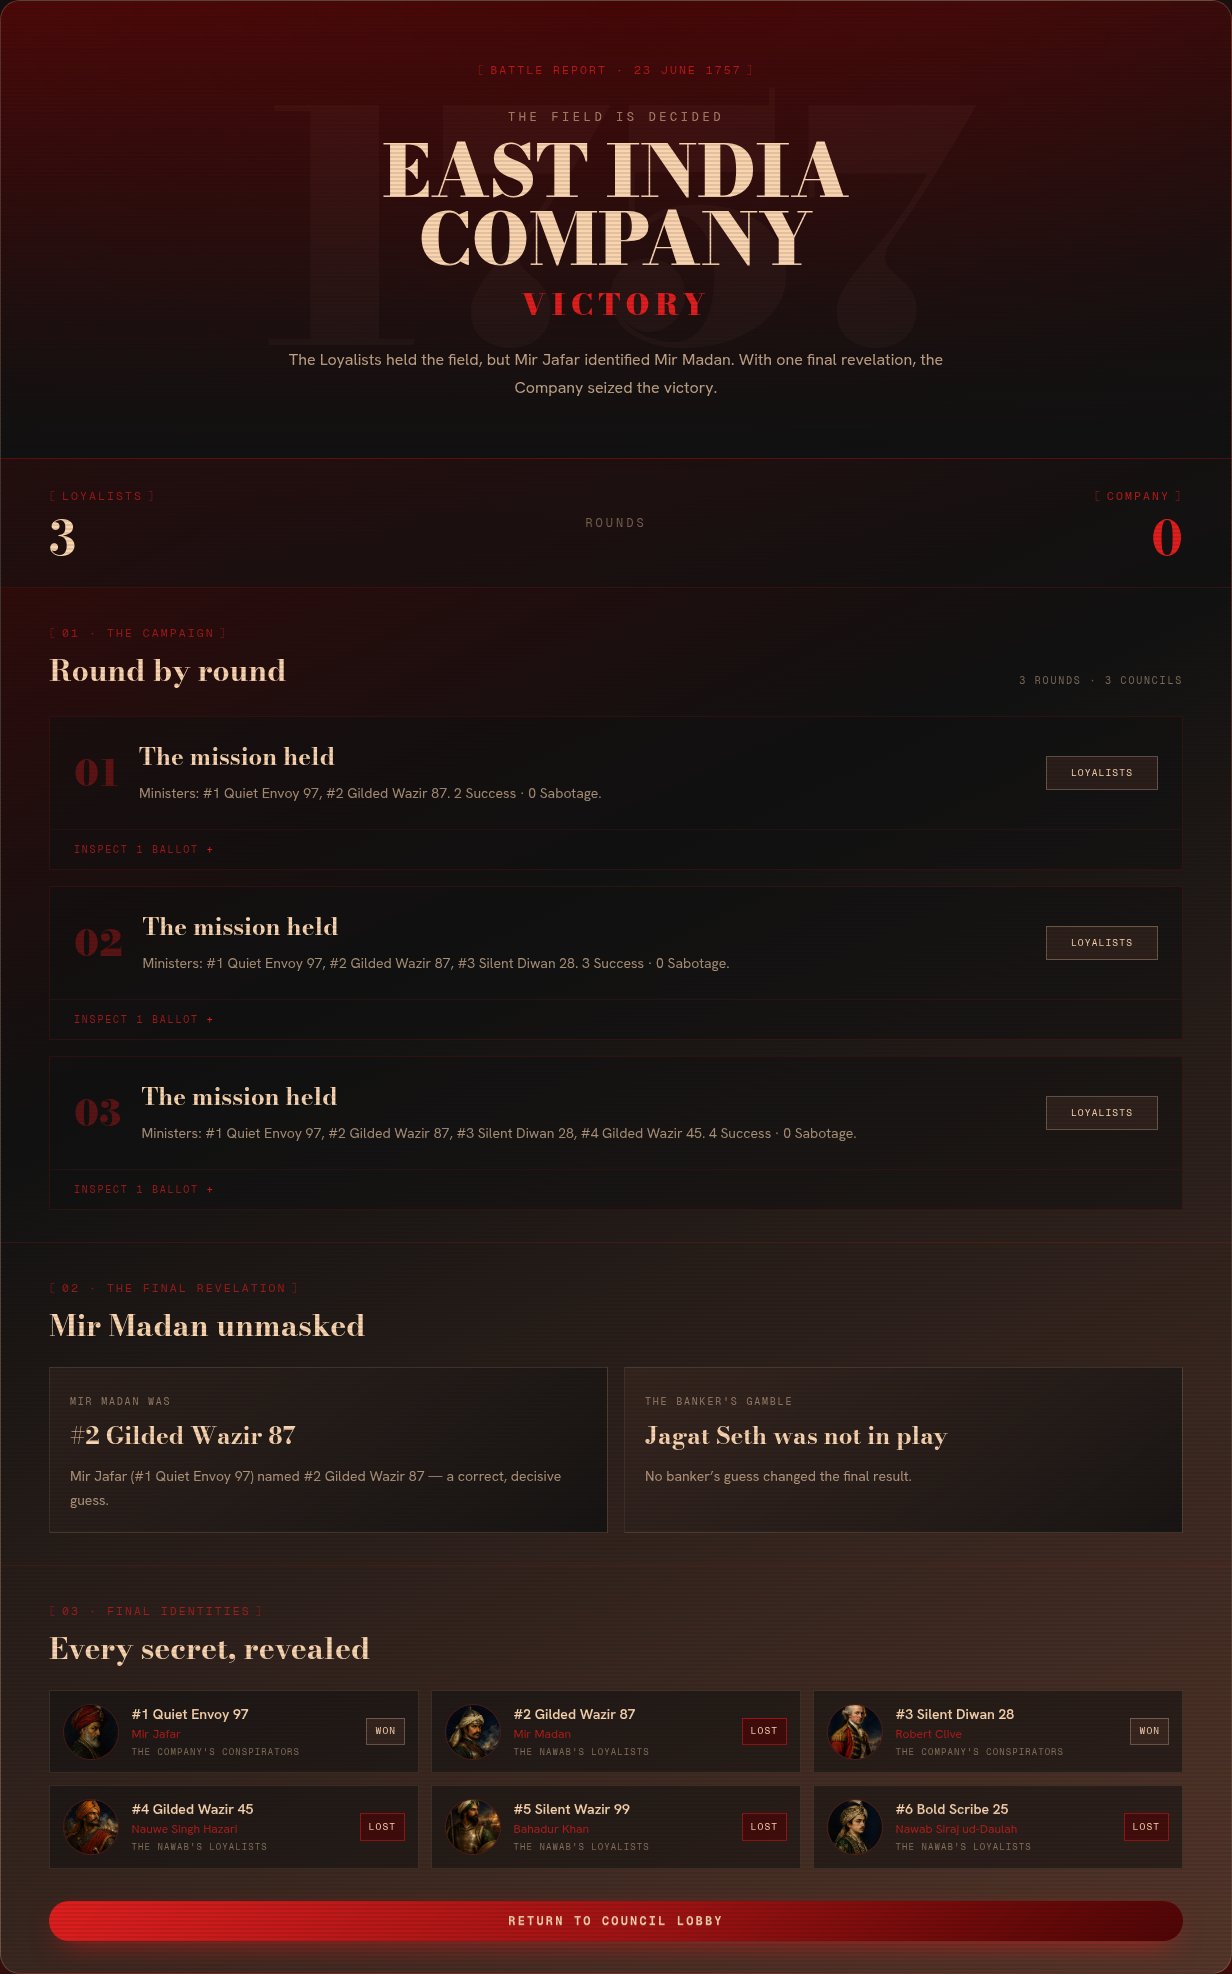 [ BATTLE REPORT · 23 JUNE 1757 ]
1757
THE FIELD IS DECIDED
EAST INDIA
COMPANY
VICTORY
The Loyalists held the field, but Mir Jafar identified Mir Madan. With one final revelation, the
Company seized the victory.
[ LOYALISTS ]
3
ROUNDS
[ COMPANY ]
0
[ 01 · THE CAMPAIGN ]
Round by round
3 ROUNDS · 3 COUNCILS
01
The mission held
Ministers: #1 Quiet Envoy 97, #2 Gilded Wazir 87. 2 Success · 0 Sabotage.
LOYALISTS
INSPECT 1 BALLOT +
02
The mission held
Ministers: #1 Quiet Envoy 97, #2 Gilded Wazir 87, #3 Silent Diwan 28. 3 Success · 0 Sabotage.
LOYALISTS
INSPECT 1 BALLOT +
03
The mission held
Ministers: #1 Quiet Envoy 97, #2 Gilded Wazir 87, #3 Silent Diwan 28, #4 Gilded Wazir 45. 4 Success · 0 Sabotage.
LOYALISTS
INSPECT 1 BALLOT +
[ 02 · THE FINAL REVELATION ]
Mir Madan unmasked
MIR MADAN WAS
#2 Gilded Wazir 87
Mir Jafar (#1 Quiet Envoy 97) named #2 Gilded Wazir 87 — a correct, decisive
guess.
THE BANKER'S GAMBLE
Jagat Seth was not in play
No banker’s guess changed the final result.
[ 03 · FINAL IDENTITIES ]
Every secret, revealed
#1 Quiet Envoy 97
Mir Jafar
THE COMPANY'S CONSPIRATORS
WON
#2 Gilded Wazir 87
Mir Madan
THE NAWAB'S LOYALISTS
LOST
#3 Silent Diwan 28
Robert Clive
THE COMPANY'S CONSPIRATORS
WON
#4 Gilded Wazir 45
Nauwe Singh Hazari
THE NAWAB'S LOYALISTS
LOST
#5 Silent Wazir 99
Bahadur Khan
THE NAWAB'S LOYALISTS
LOST
#6 Bold Scribe 25
Nawab Siraj ud-Daulah
THE NAWAB'S LOYALISTS
LOST
RETURN TO COUNCIL LOBBY